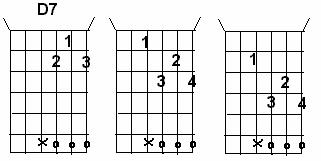 D7
1 1
2 3 2 1
3 4 2
3 4
× o o o × o o o × o o o